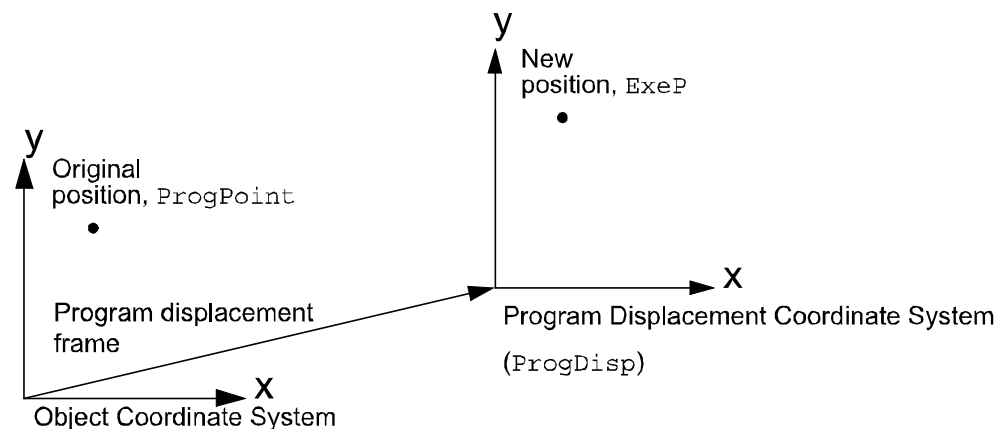 y
New
position, ExeP
y
Original
position, ProgPoint
x
Program displacement
frame
Program Displacement Coordinate System
(ProgDisp)
x
Object Coordinate System